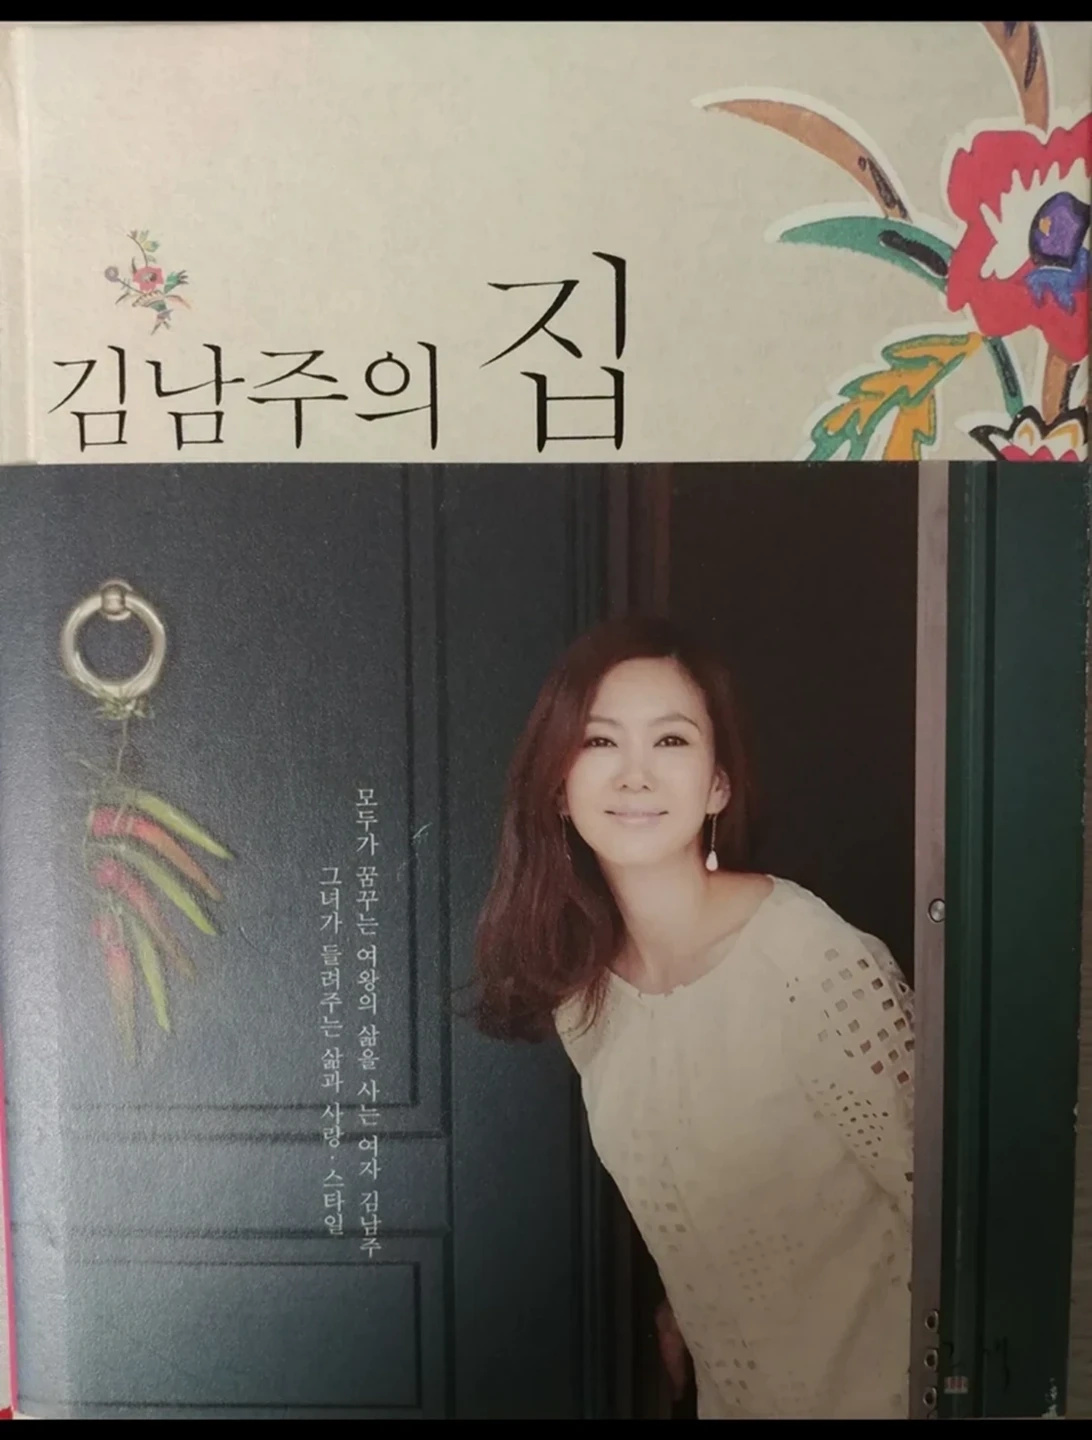 김남주의 집
모두가 꿈꾸는 여왕의 삶을 사는 여자 김남주
그녀가 들려주는 삶과 사랑·스타일